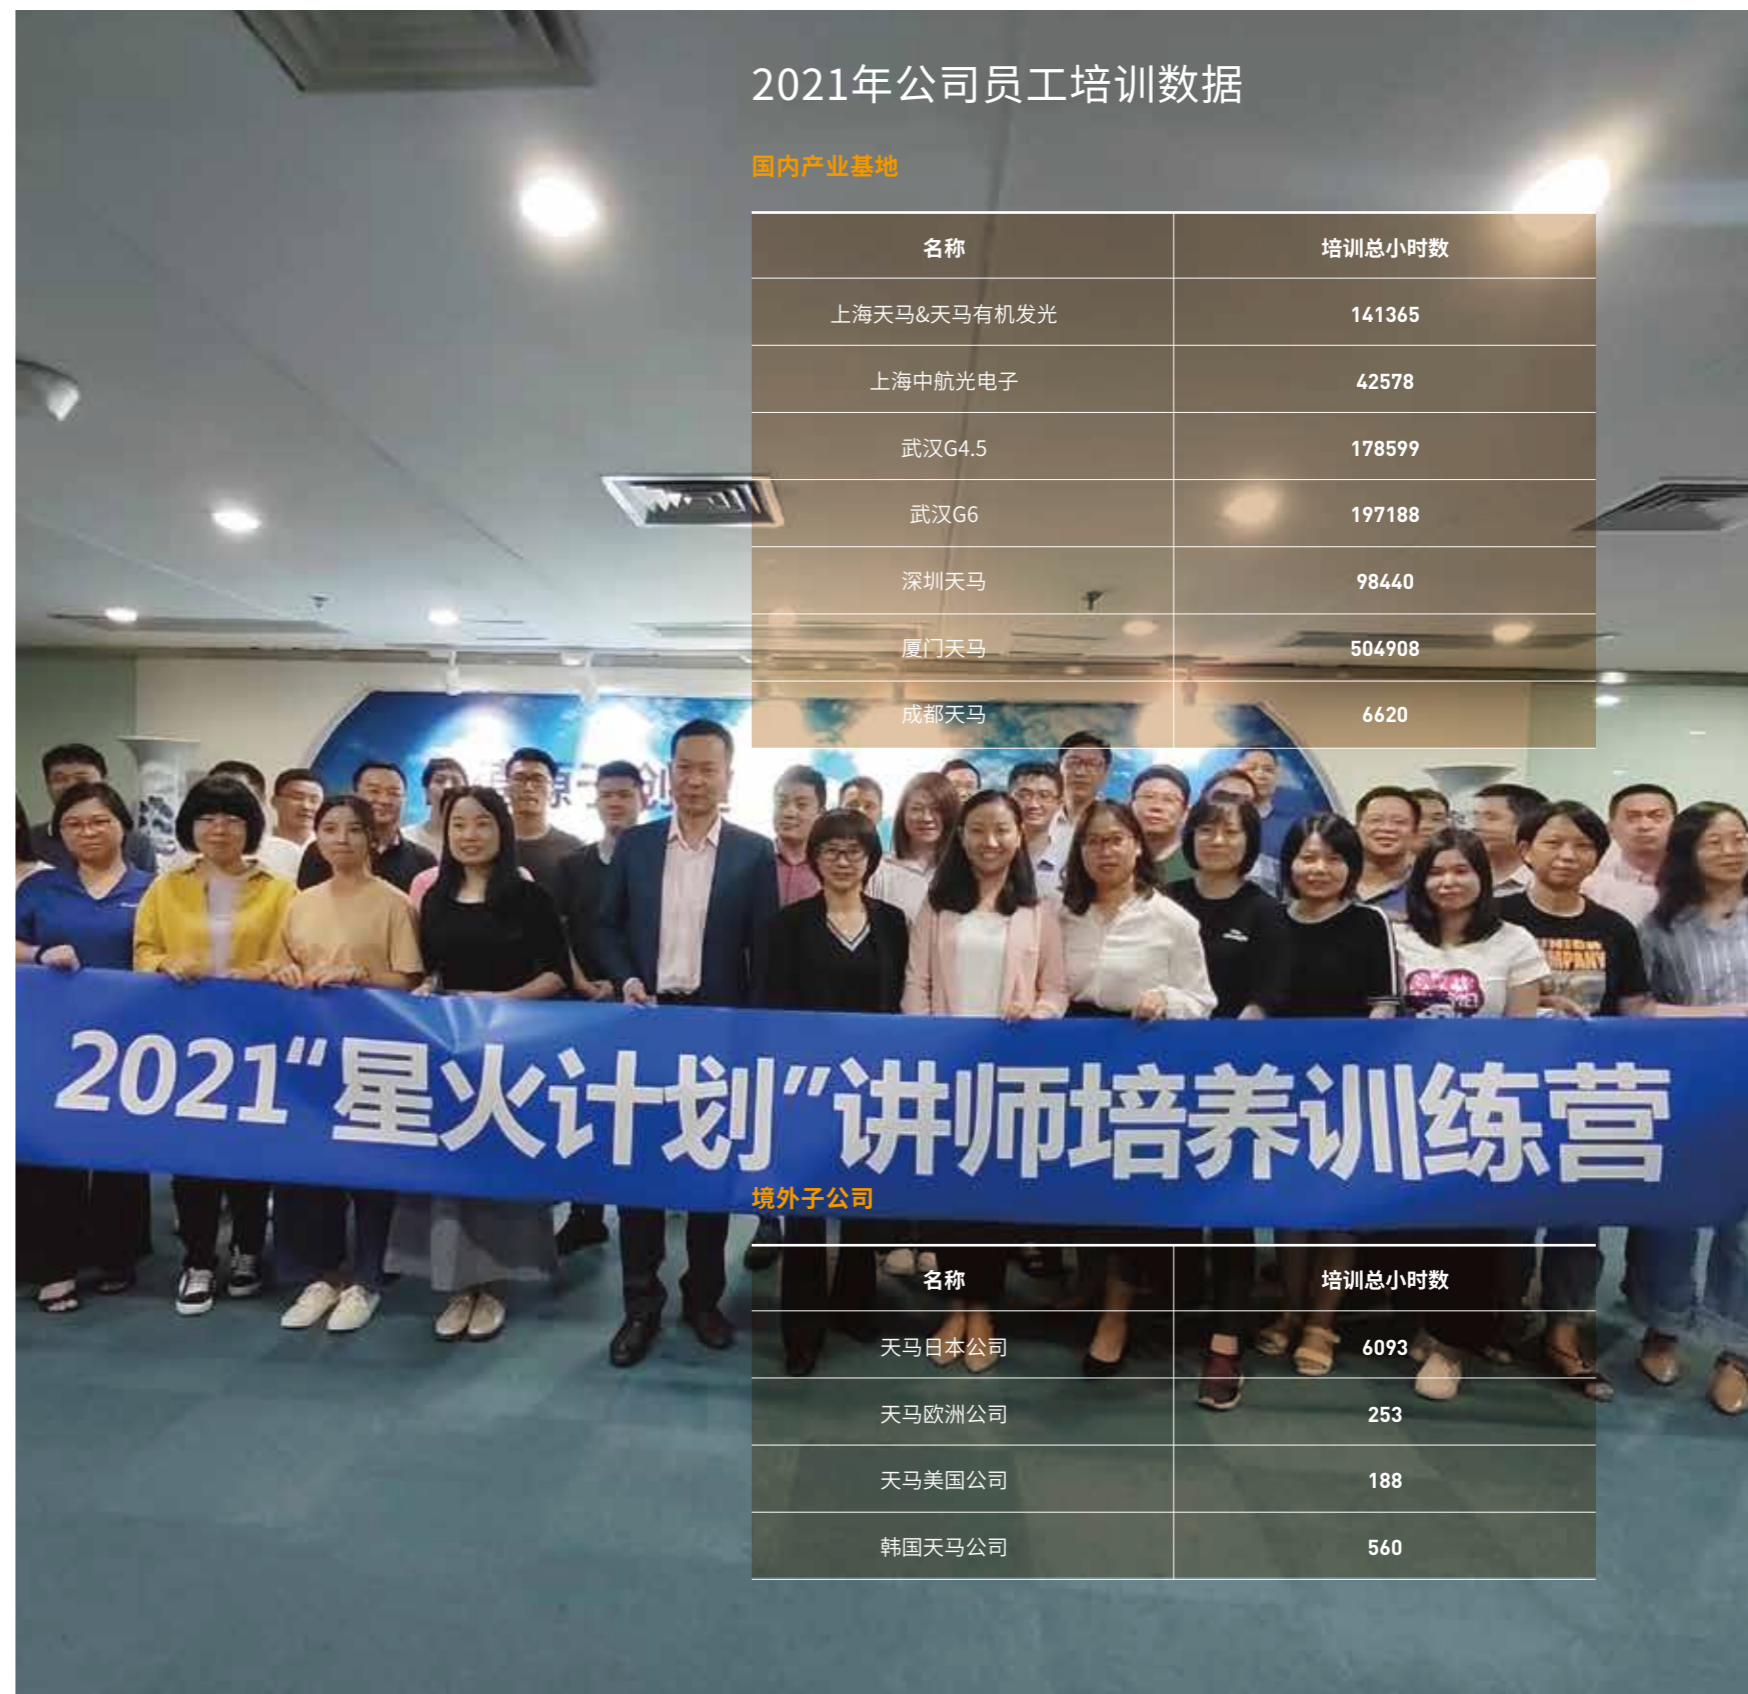 2021年公司员工培训数据
国内产业基地
名称 培训总小时数
上海天马&天马有机发光 141365
上海中航光电子 42578
武汉G4.5 178599
武汉G6 197188
深圳天马 98440
厦门天马 504908
成都天马 6620
2021“星火计划”讲师培养训练营
境外子公司
名称 培训总小时数
天马日本公司 6093
天马欧洲公司 253
天马美国公司 188
韩国天马公司 560